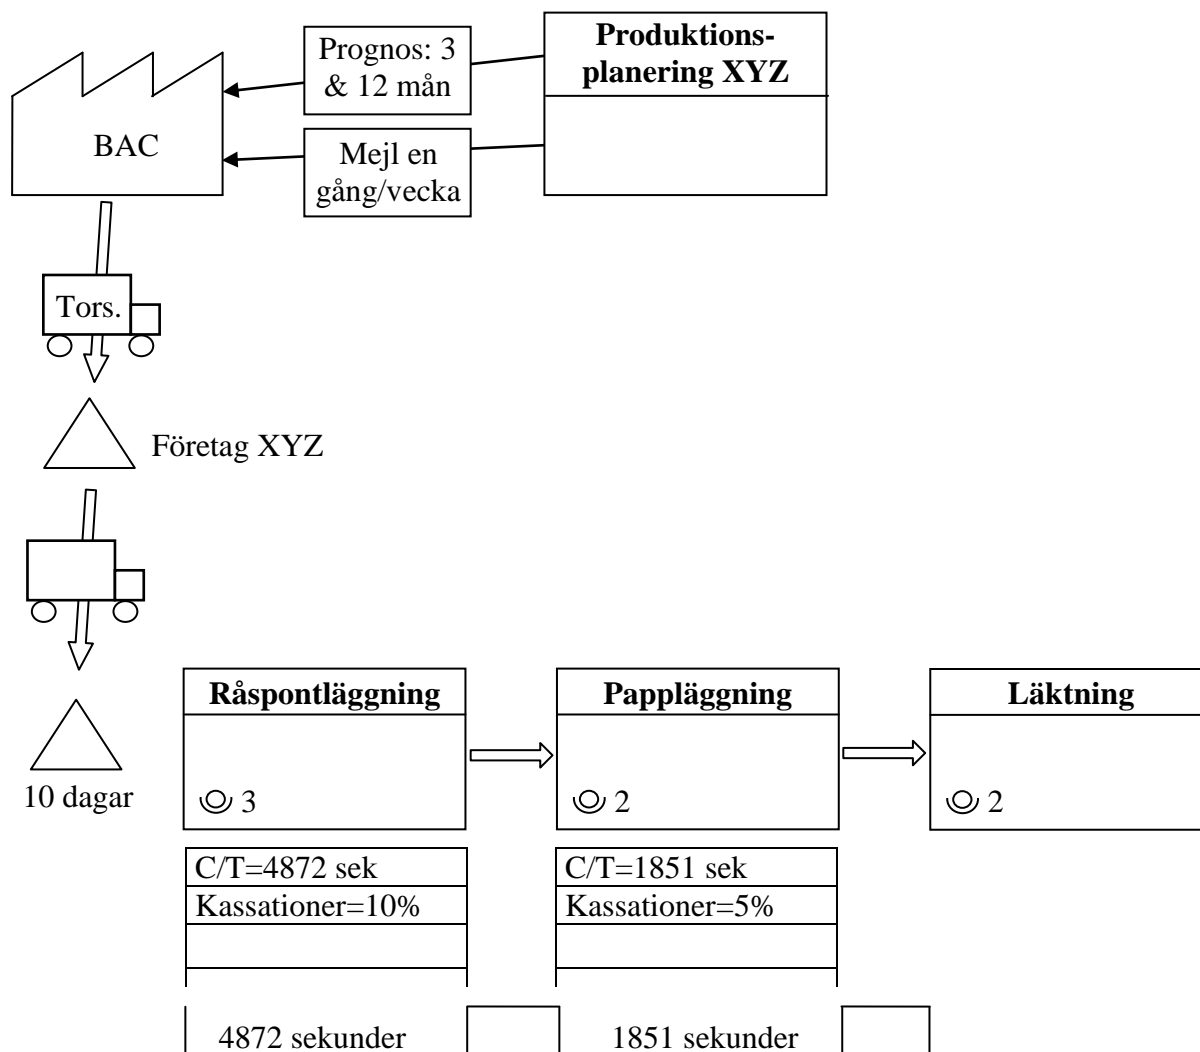 Prognos: 3
& 12 mån
Produktions-
planering XYZ
BAC
Mejl en
gång/vecka
Tors.
Företag XYZ
Råspontläggning
Pappläggning
Läktning
10 dagar
3
2
2
C/T=4872 sek
C/T=1851 sek
Kassationer=10%
Kassationer=5%
4872 sekunder
1851 sekunder